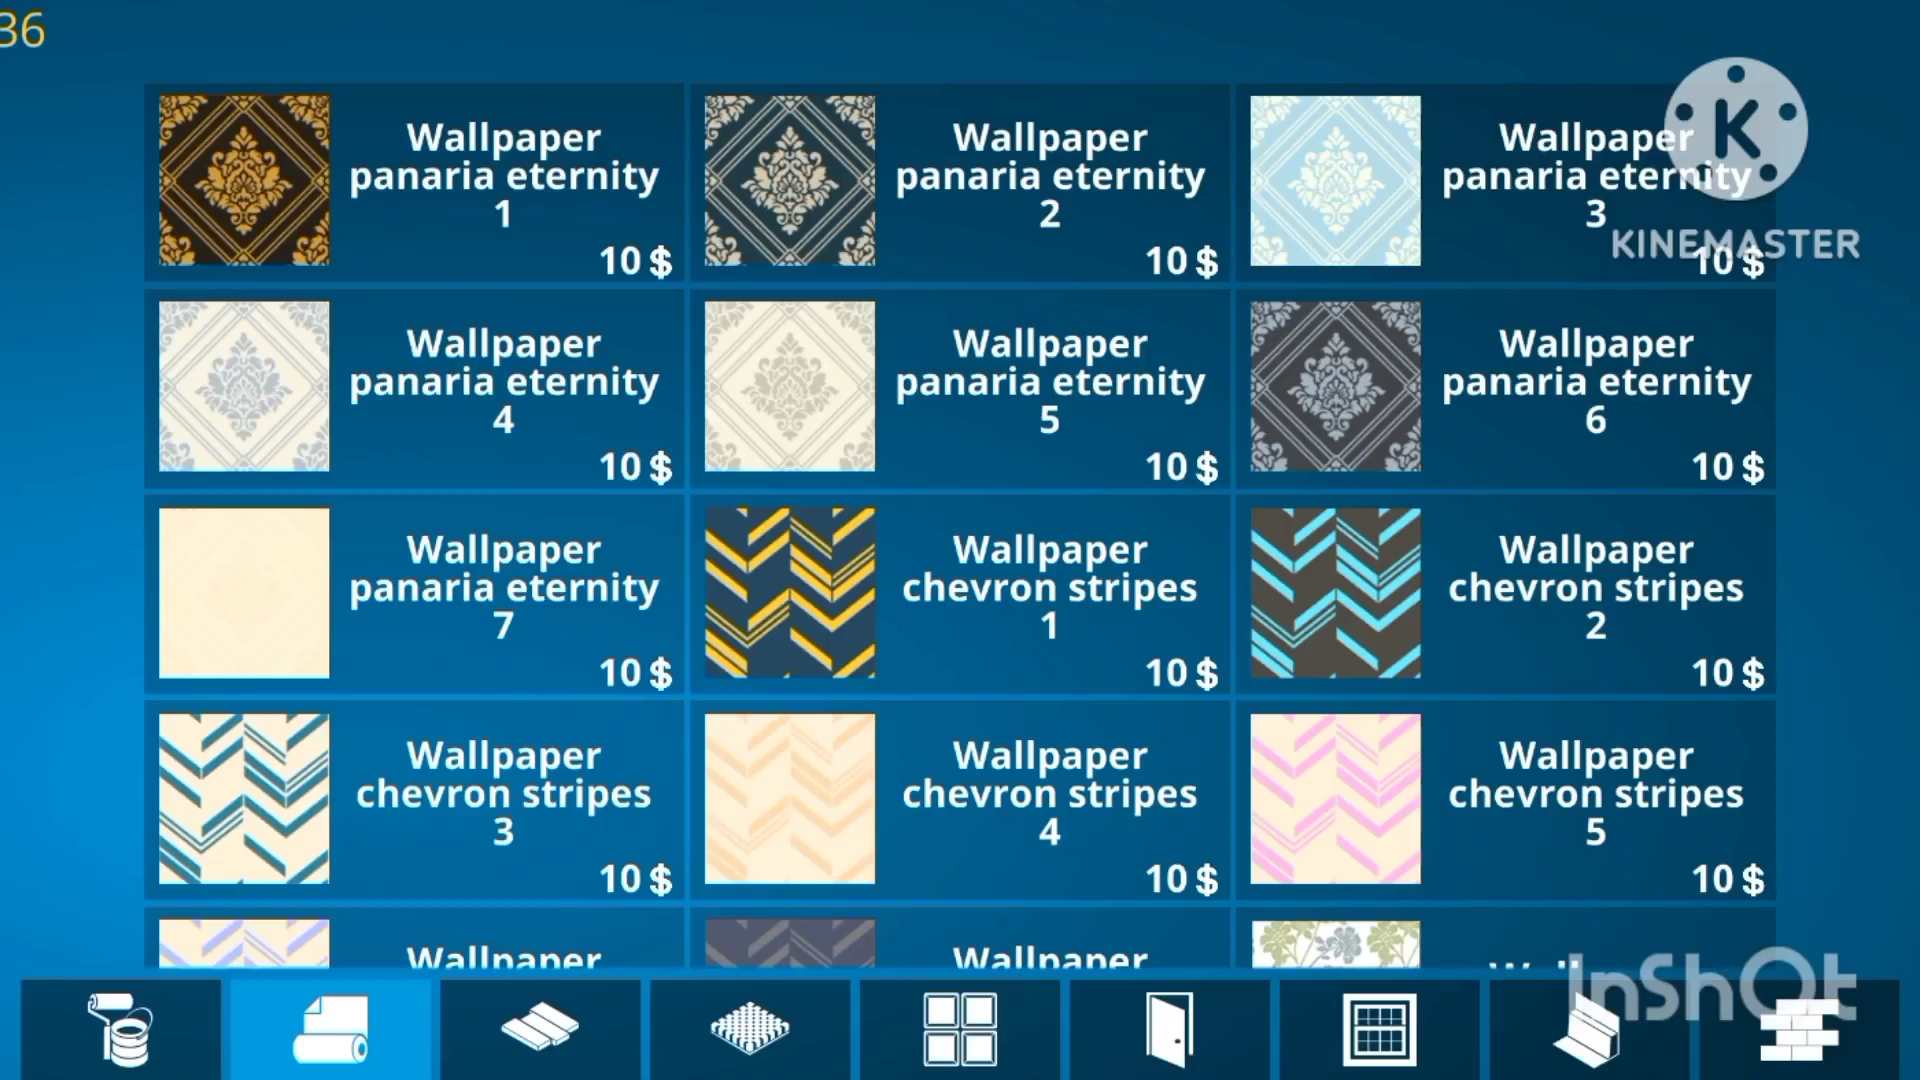 36
Wallpaper
panaria eternity
1
10 $
Wallpaper
panaria eternity
2
10 $
Wallpaper
panaria eternity
3
10 $
K
KINEMASTER
Wallpaper
panaria eternity
4
10 $
Wallpaper
panaria eternity
5
10 $
Wallpaper
panaria eternity
6
10 $
Wallpaper
panaria eternity
7
10 $
Wallpaper
chevron stripes
1
10 $
Wallpaper
chevron stripes
2
10 $
Wallpaper
chevron stripes
3
10 $
Wallpaper
chevron stripes
4
10 $
Wallpaper
chevron stripes
5
10 $
Wallpaper
Wallpaper
InShOt